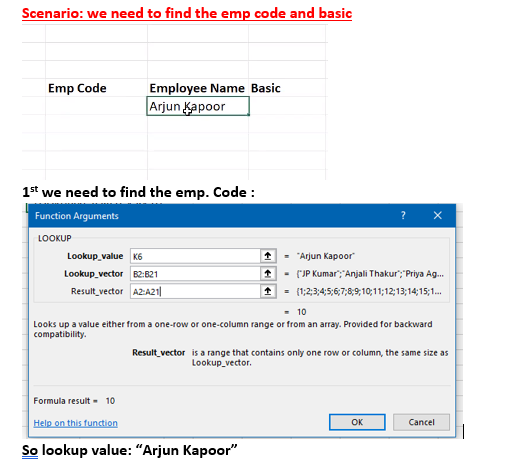 Scenario: we need to find the emp code and basic
Emp Code Employee Name Basic
Arjun Kapoor
1st we need to find the emp. Code :
Function Arguments ? X
LOOKUP
Lookup_value K6 = "Arjun Kapoor"
Lookup_vector B2:B21 = {"JP Kumar";"Anjali Thakur";"Priya Ag...
Result_vector A2:A21 = {1;2;3;4;5;6;7;8;9;10;11;12;13;14;15;1...
= 10
Looks up a value either from a one-row or one-column range or from an array. Provided for backward
compatibility.
Result_vector is a range that contains only one row or column, the same size as
Lookup_vector.
Formula result = 10
Help on this function OK Cancel
So lookup value: “Arjun Kapoor”